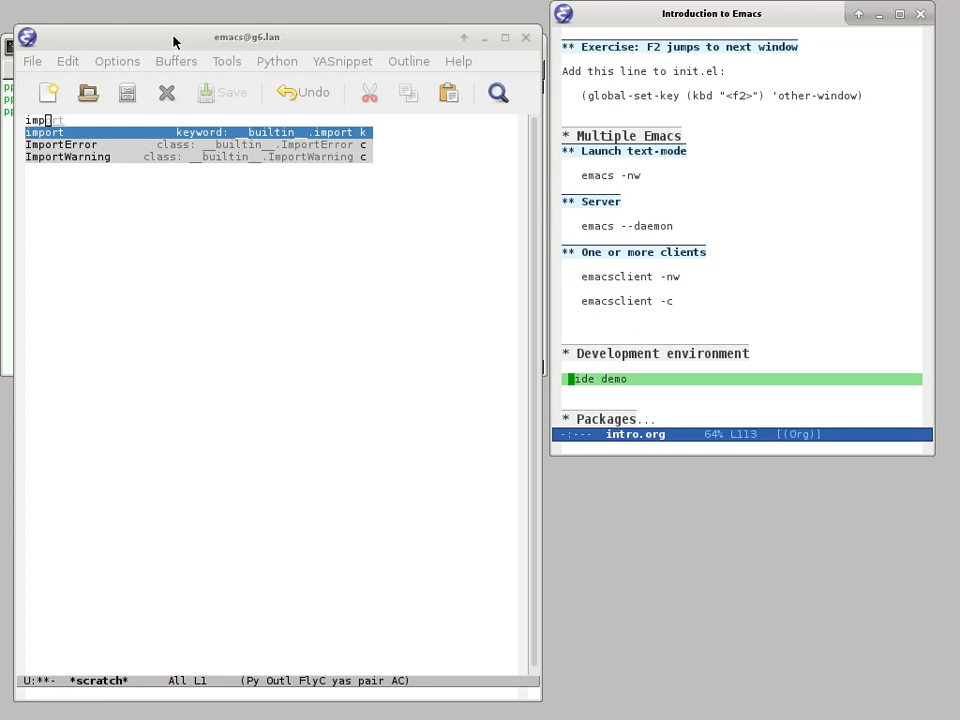 emacs@g6.lan
File Edit Options Buffers Tools Python YASnippet Outline Help
Save Undo
import
import keyword: __builtin__.import k
ImportError class: __builtin__.ImportError c
ImportWarning class: __builtin__.ImportWarning c
U:**- *scratch* All L1 (Py Outl FlyC yas pair AC)
Introduction to Emacs
** Exercise: F2 jumps to next window
Add this line to init.el:
(global-set-key (kbd "<f2>") 'other-window)
* Multiple Emacs
** Launch text-mode
emacs -nw
** Server
emacs --daemon
** One or more clients
emacsclient -nw
emacsclient -c
* Development environment
ide demo
* Packages...
-:--- intro.org 64% L113 [(Org)]